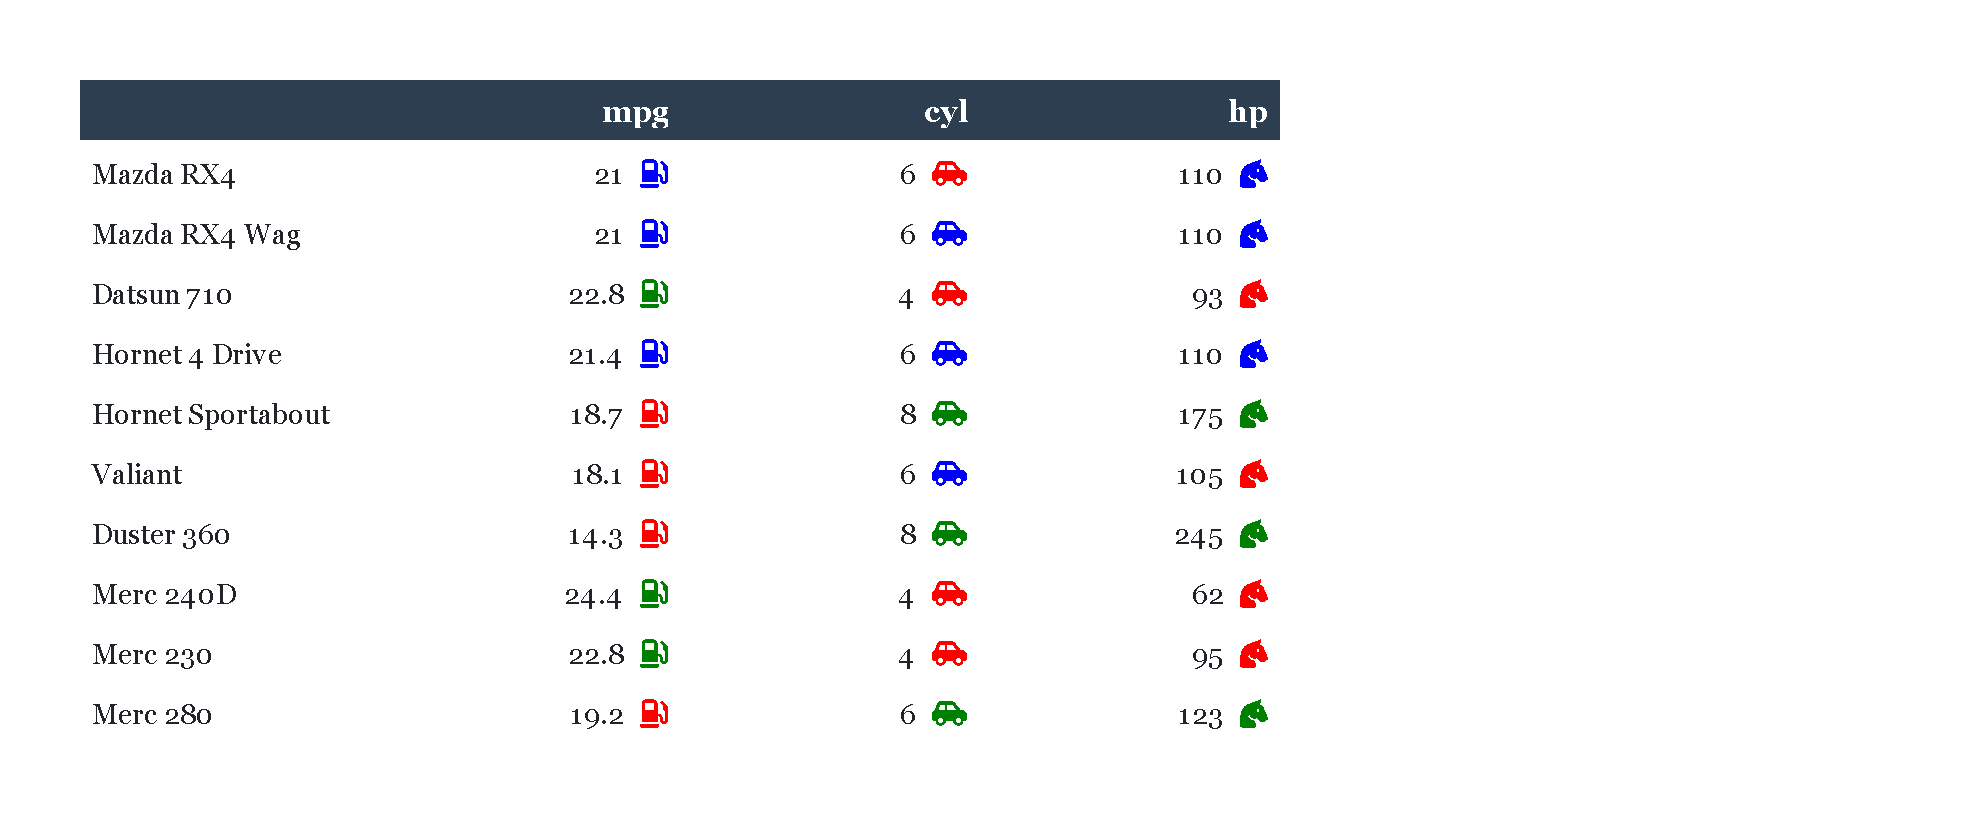 mpg cyl hp
Mazda RX4 21 6 110
Mazda RX4 Wag 21 6 110
Datsun 710 22.8 4 93
Hornet 4 Drive 21.4 6 110
Hornet Sportabout 18.7 8 175
Valiant 18.1 6 105
Duster 360 14.3 8 245
Merc 240D 24.4 4 62
Merc 230 22.8 4 95
Merc 280 19.2 6 123